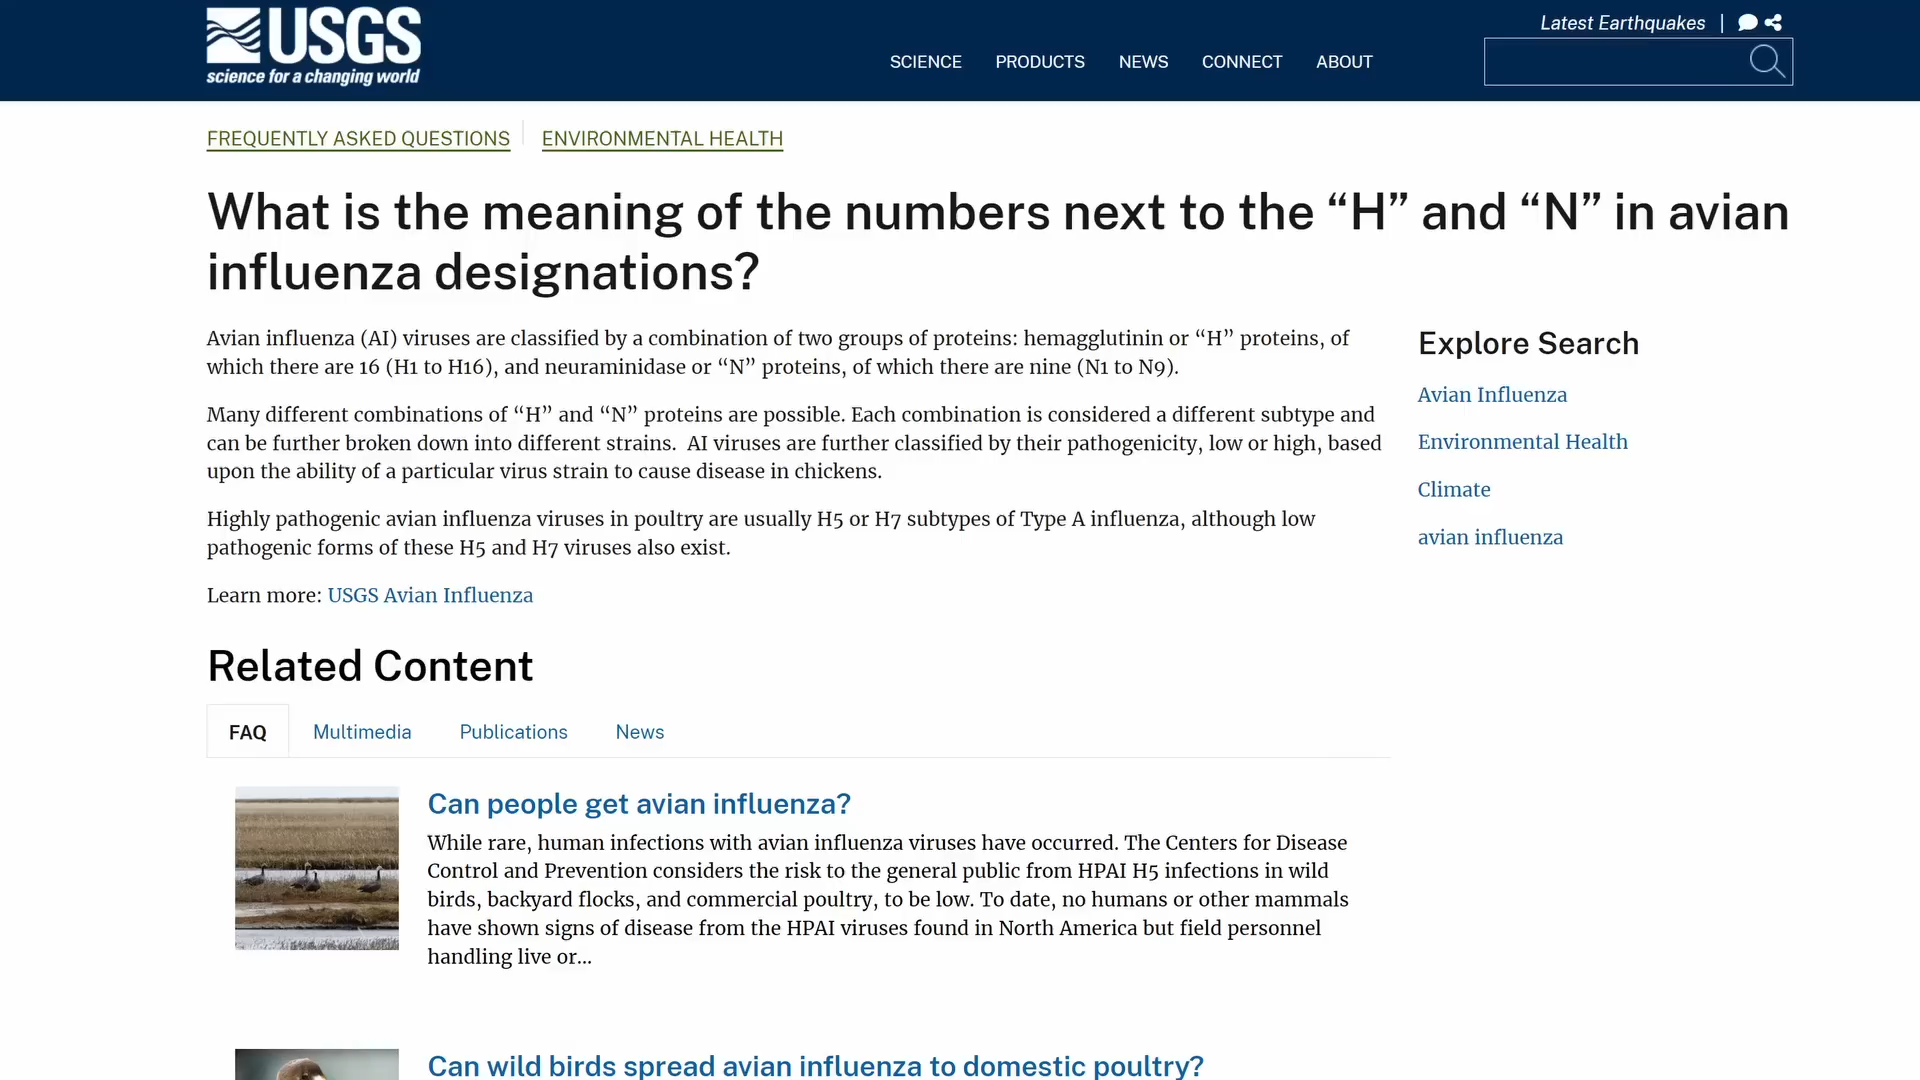 USGS
science for a changing world
Latest Earthquakes |
SCIENCE PRODUCTS NEWS CONNECT ABOUT
FREQUENTLY ASKED QUESTIONS ENVIRONMENTAL HEALTH
What is the meaning of the numbers next to the “H” and “N” in avian
influenza designations?
Avian influenza (AI) viruses are classified by a combination of two groups of proteins: hemagglutinin or “H” proteins, of
which there are 16 (H1 to H16), and neuraminidase or “N” proteins, of which there are nine (N1 to N9).
Many different combinations of “H” and “N” proteins are possible. Each combination is considered a different subtype and
can be further broken down into different strains.  AI viruses are further classified by their pathogenicity, low or high, based
upon the ability of a particular virus strain to cause disease in chickens.
Highly pathogenic avian influenza viruses in poultry are usually H5 or H7 subtypes of Type A influenza, although low
pathogenic forms of these H5 and H7 viruses also exist.
Learn more: USGS Avian Influenza
Explore Search
Avian Influenza
Environmental Health
Climate
avian influenza
Related Content
FAQ Multimedia Publications News
Can people get avian influenza?
While rare, human infections with avian influenza viruses have occurred. The Centers for Disease
Control and Prevention considers the risk to the general public from HPAI H5 infections in wild
birds, backyard flocks, and commercial poultry, to be low. To date, no humans or other mammals
have shown signs of disease from the HPAI viruses found in North America but field personnel
handling live or...
Can wild birds spread avian influenza to domestic poultry?